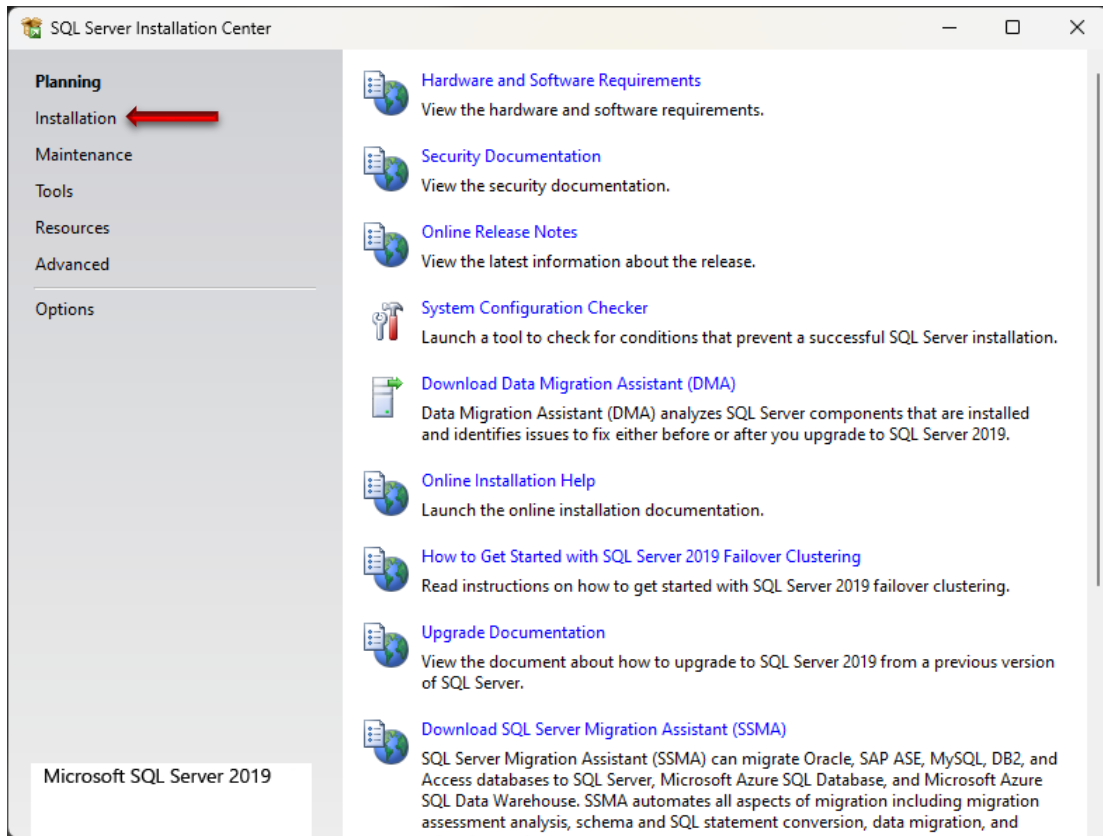 SQL Server Installation Center
Planning
Installation
Maintenance
Tools
Resources
Advanced
Options
Microsoft SQL Server 2019
Hardware and Software Requirements
View the hardware and software requirements.
Security Documentation
View the security documentation.
Online Release Notes
View the latest information about the release.
System Configuration Checker
Launch a tool to check for conditions that prevent a successful SQL Server installation.
Download Data Migration Assistant (DMA)
Data Migration Assistant (DMA) analyzes SQL Server components that are installed
and identifies issues to fix either before or after you upgrade to SQL Server 2019.
Online Installation Help
Launch the online installation documentation.
How to Get Started with SQL Server 2019 Failover Clustering
Read instructions on how to get started with SQL Server 2019 failover clustering.
Upgrade Documentation
View the document about how to upgrade to SQL Server 2019 from a previous version
of SQL Server.
Download SQL Server Migration Assistant (SSMA)
SQL Server Migration Assistant (SSMA) can migrate Oracle, SAP ASE, MySQL, DB2, and
Access databases to SQL Server, Microsoft Azure SQL Database, and Microsoft Azure
SQL Data Warehouse. SSMA automates all aspects of migration including migration
assessment analysis, schema and SQL statement conversion, data migration, and